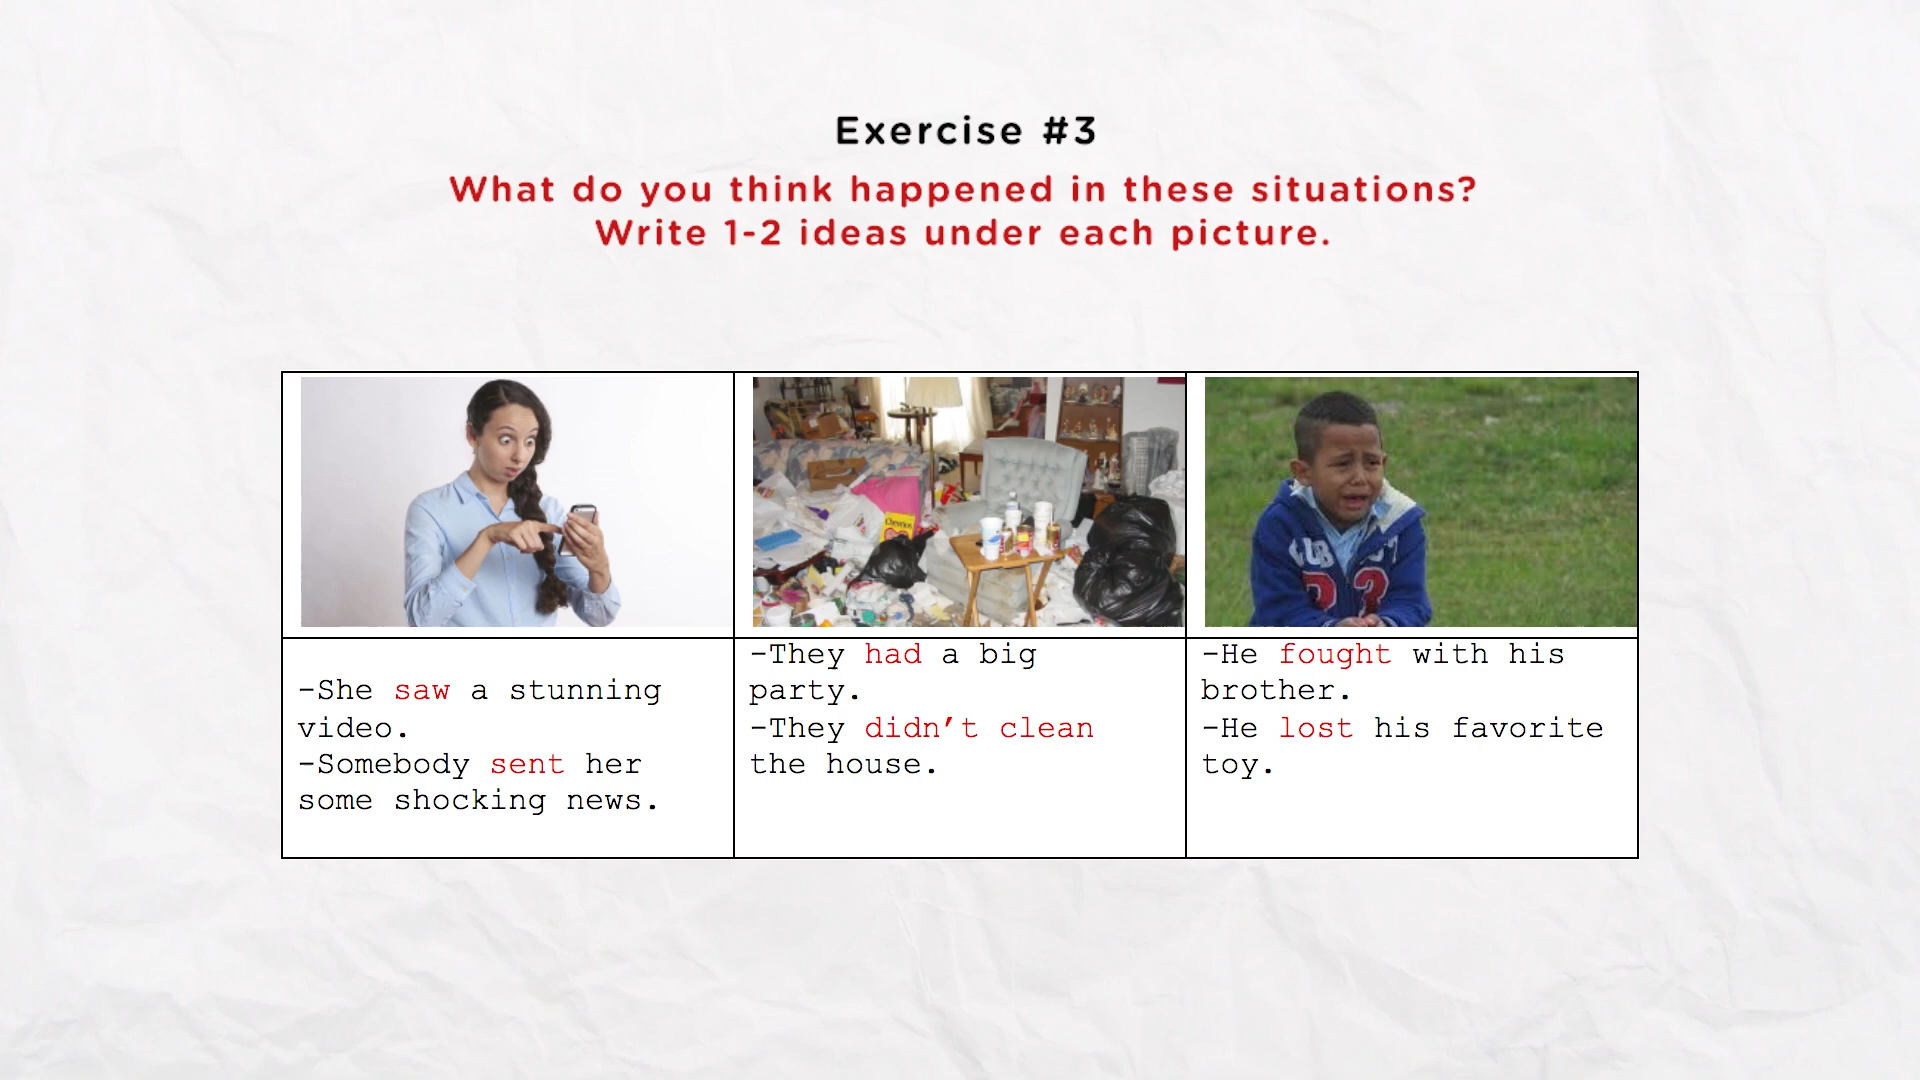 Exercise #3
What do you think happened in these situations?
Write 1-2 ideas under each picture.
Cheerios
23
-She saw a stunning
video.
-Somebody sent her
some shocking news.
-They had a big
party.
-They didn’t clean
the house.
-He fought with his
brother.
-He lost his favorite
toy.